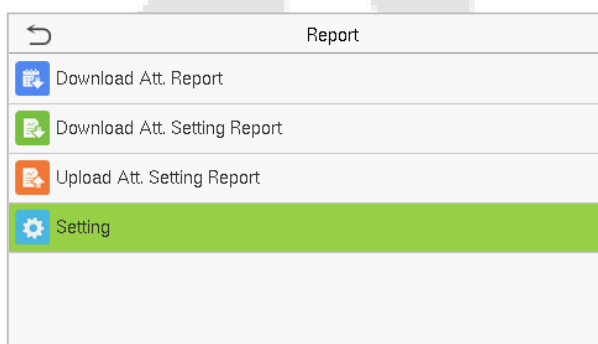 Report
Download Att. Report
Download Att. Setting Report
Upload Att. Setting Report
Setting